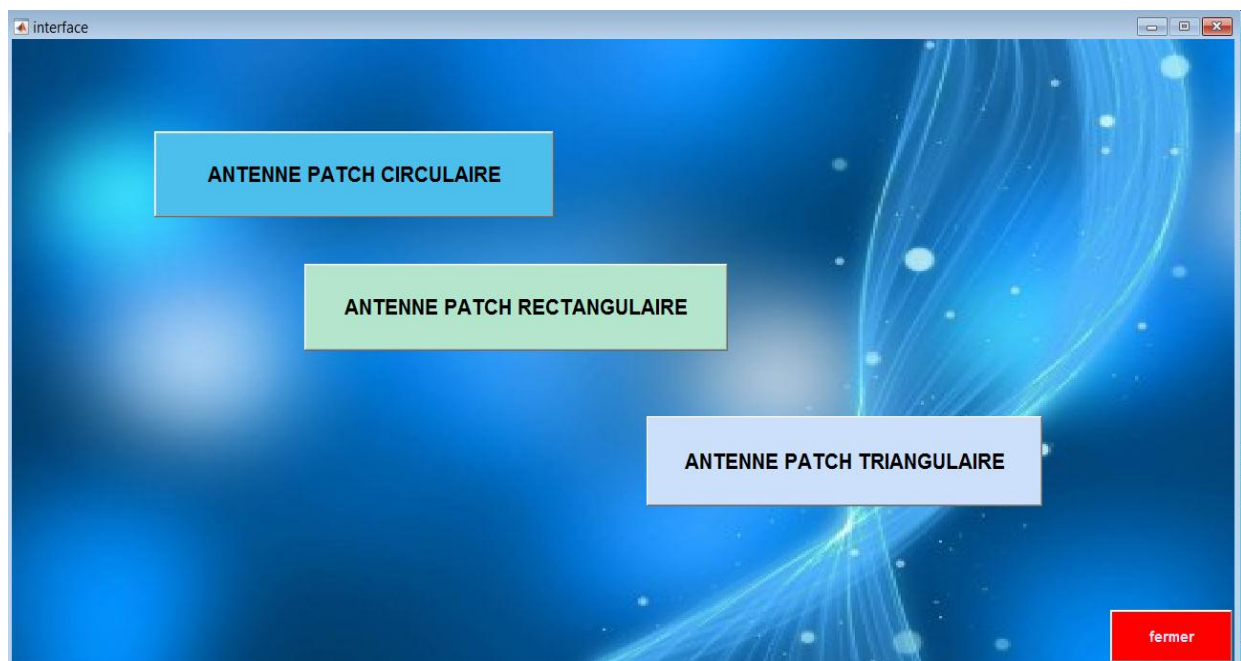 interface
ANTENNE PATCH CIRCULAIRE
ANTENNE PATCH RECTANGULAIRE
ANTENNE PATCH TRIANGULAIRE
fermer